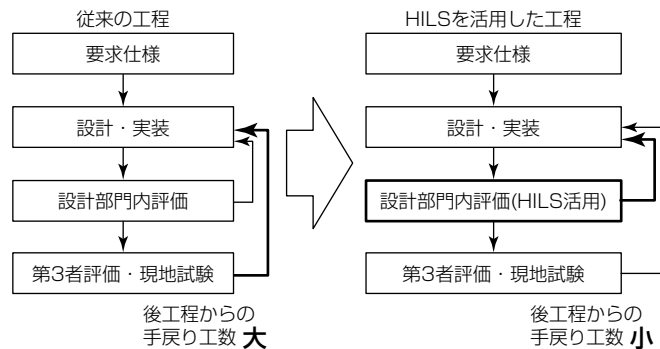 従来の工程
要求仕様
設計・実装
設計部門内評価
第3者評価・現地試験
後工程からの
手戻り工数 大
HILSを活用した工程
要求仕様
設計・実装
設計部門内評価(HILS活用)
第3者評価・現地試験
後工程からの
手戻り工数 小